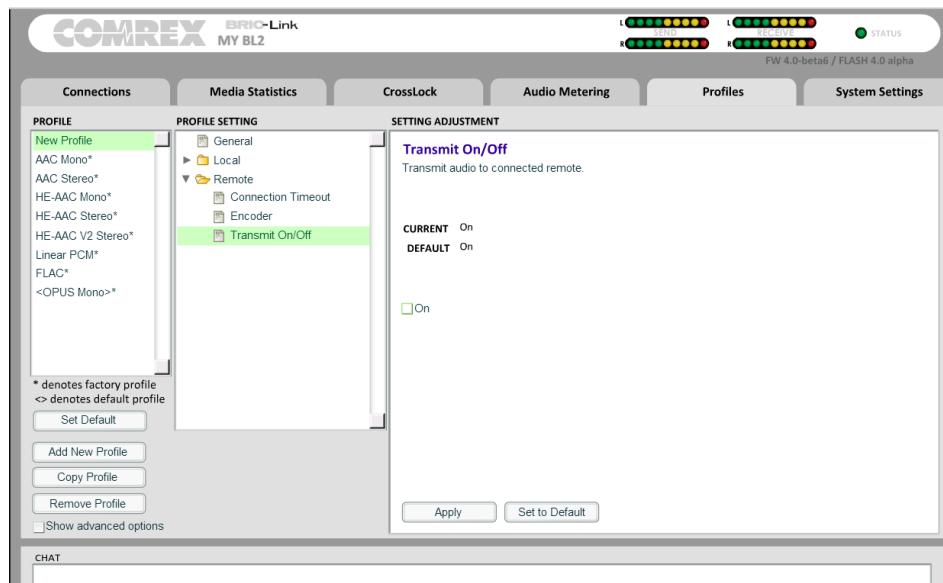 COMREX BRIC-Link
MY BL2
L
SEND
R
L
RECEIVE
R
STATUS
FW 4.0-beta6 / FLASH 4.0 alpha
Connections
Media Statistics
CrossLock
Audio Metering
Profiles
System Settings
PROFILE
New Profile
AAC Mono*
AAC Stereo*
HE-AAC Mono*
HE-AAC Stereo*
HE-AAC V2 Stereo*
Linear PCM*
FLAC*
<OPUS Mono>*
* denotes factory profile
<> denotes default profile
Set Default
Add New Profile
Copy Profile
Remove Profile
Show advanced options
PROFILE SETTING
General
Local
Remote
Connection Timeout
Encoder
Transmit On/Off
SETTING ADJUSTMENT
Transmit On/Off
Transmit audio to connected remote.
CURRENT On
DEFAULT On
On
Apply
Set to Default
CHAT